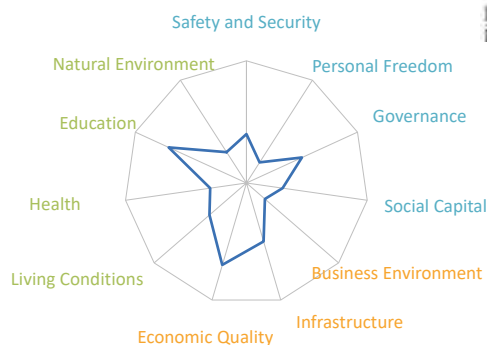 Safety and Security
Personal Freedom
Governance
Social Capital
Business Environment
Infrastructure
Economic Quality
Living Conditions
Health
Education
Natural Environment